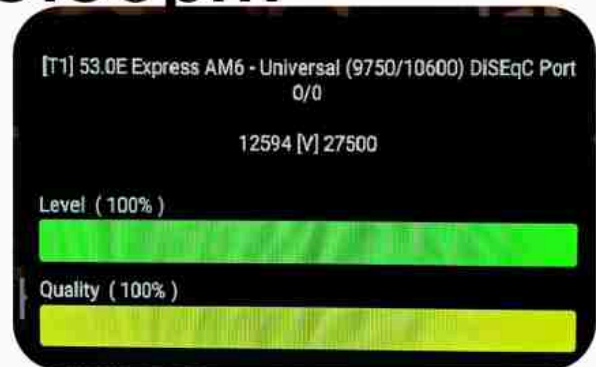 [T1] 53.0E Express AM6 - Universal (9750/10600) DiSEqC Port
0/0
12594 [V] 27500
Level ( 100% )
Quality ( 100% )